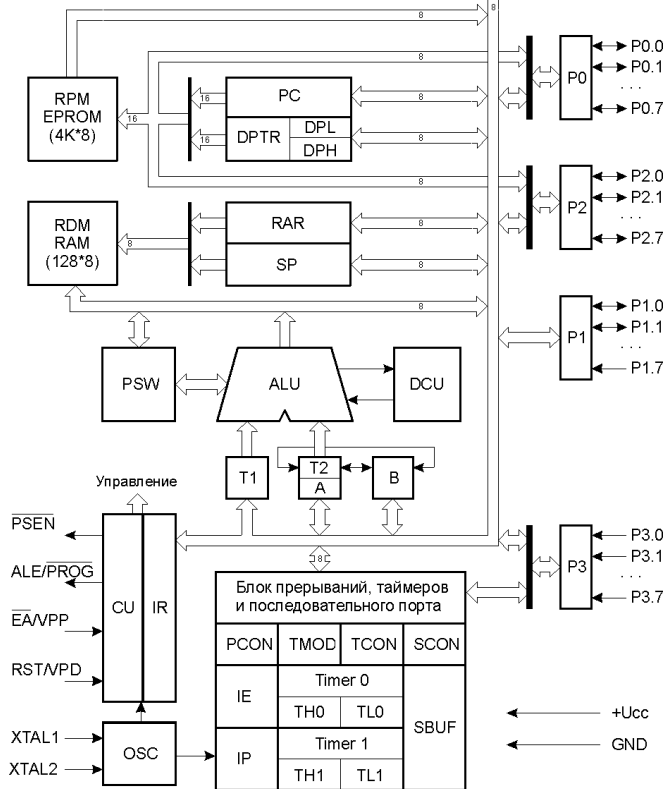 8
8
8
RPM
EPROM
(4K*8)
16
16
PC
8
16
DPTR
DPL
DPH
8
8
P0
P0.0
P0.1
. . .
P0.7
P2
P2.0
P2.1
. . .
P2.7
RDM
RAM
(128*8)
8
RAR
8
SP
8
8
P1
P1.0
P1.1
. . .
P1.7
PSW
ALU
DCU
T1
T2
A
B
Управление
PSEN
ALE/PROG
EA/VPP
RST/VPD
CU
IR
XTAL1
XTAL2
OSC
8
Блок прерываний, таймеров
и последовательного порта
PCON
TMOD
TCON
SCON
IE
Timer 0
TH0
TL0
SBUF
IP
Timer 1
TH1
TL1
P3
P3.0
P3.1
. . .
P3.7
+Ucc
GND